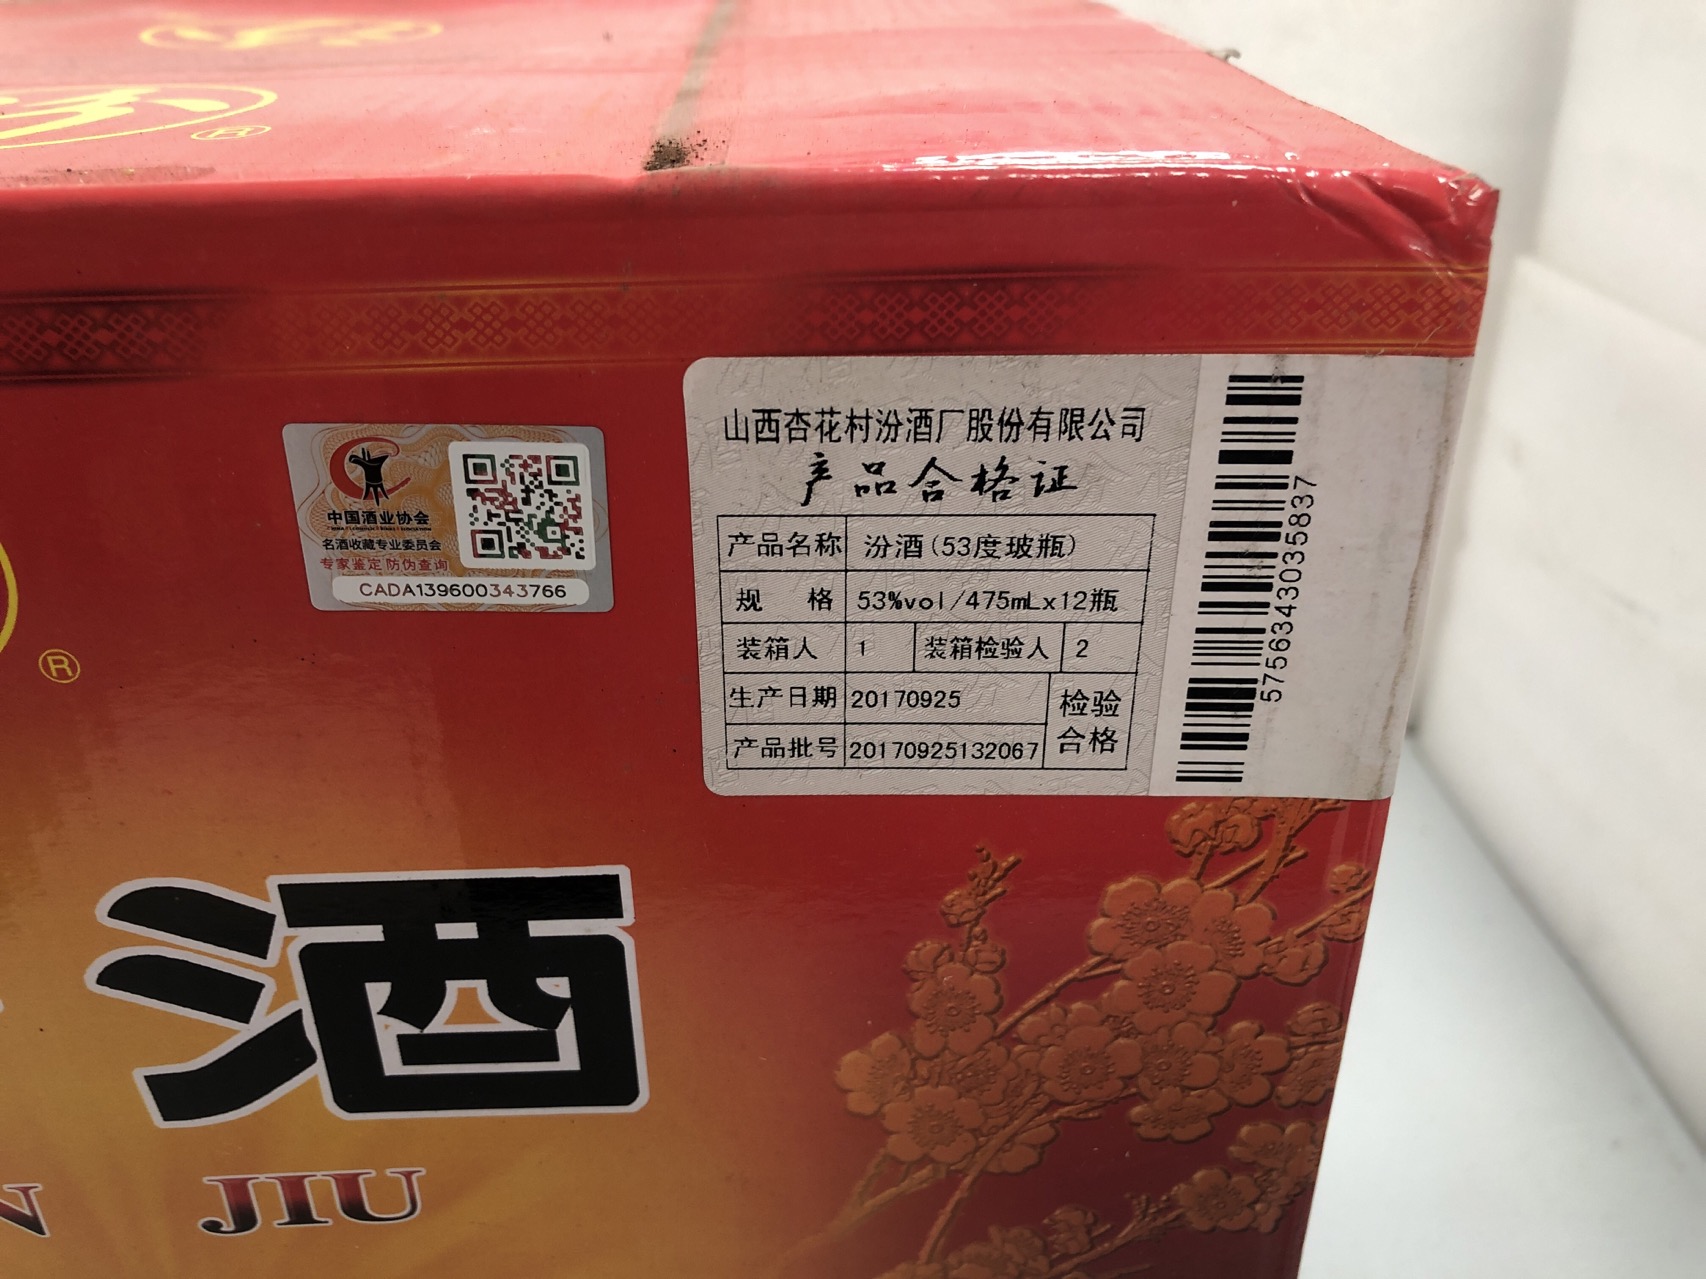 ®
中国酒业协会
名酒收藏专业委员会
专家鉴定 防伪查询
CADA139600343766
®
山西杏花村汾酒厂股份有限公司
产品合格证
产品名称 汾酒(53度玻瓶)
规 格 53%vol/475mLx12瓶
装箱人 1 装箱检验人 2
生产日期 20170925
检验合格
产品批号 20170925132067
5756343035837
酒
N JIU